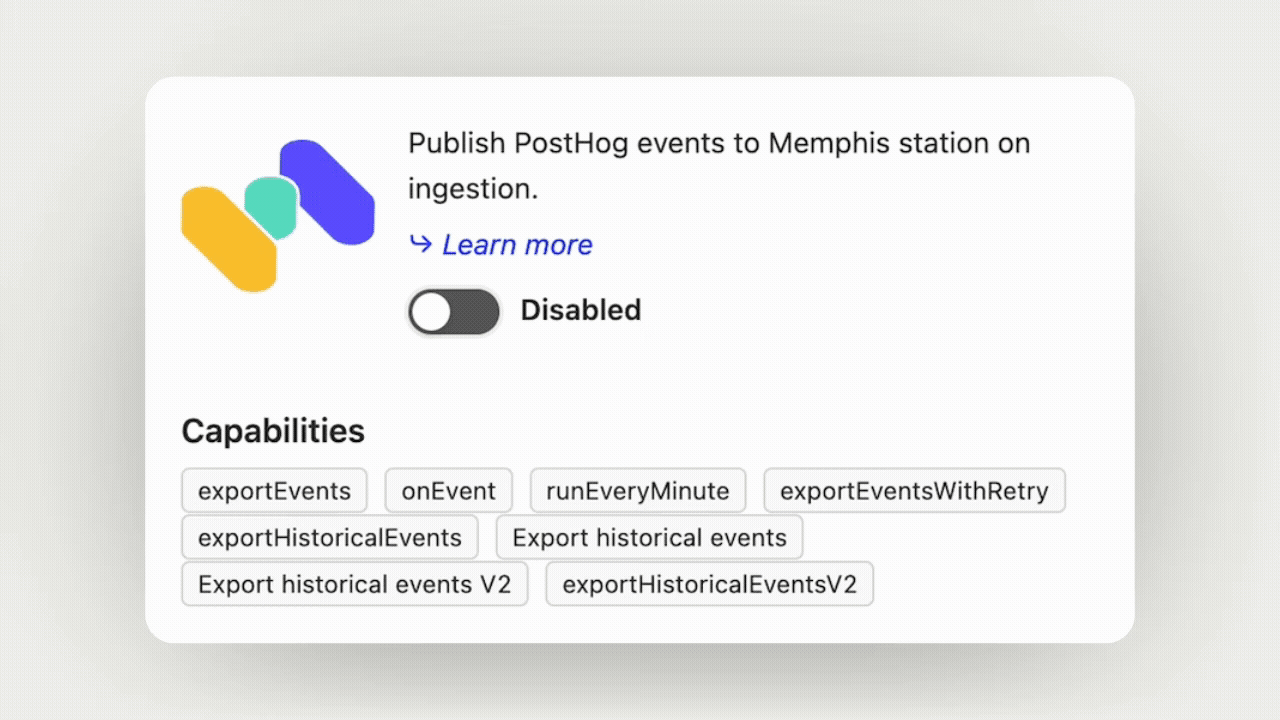 Publish PostHog events to Memphis station on
ingestion.
↪ Learn more
Disabled
Capabilities
exportEvents onEvent runEveryMinute exportEventsWithRetry
exportHistoricalEvents Export historical events
Export historical events V2 exportHistoricalEventsV2